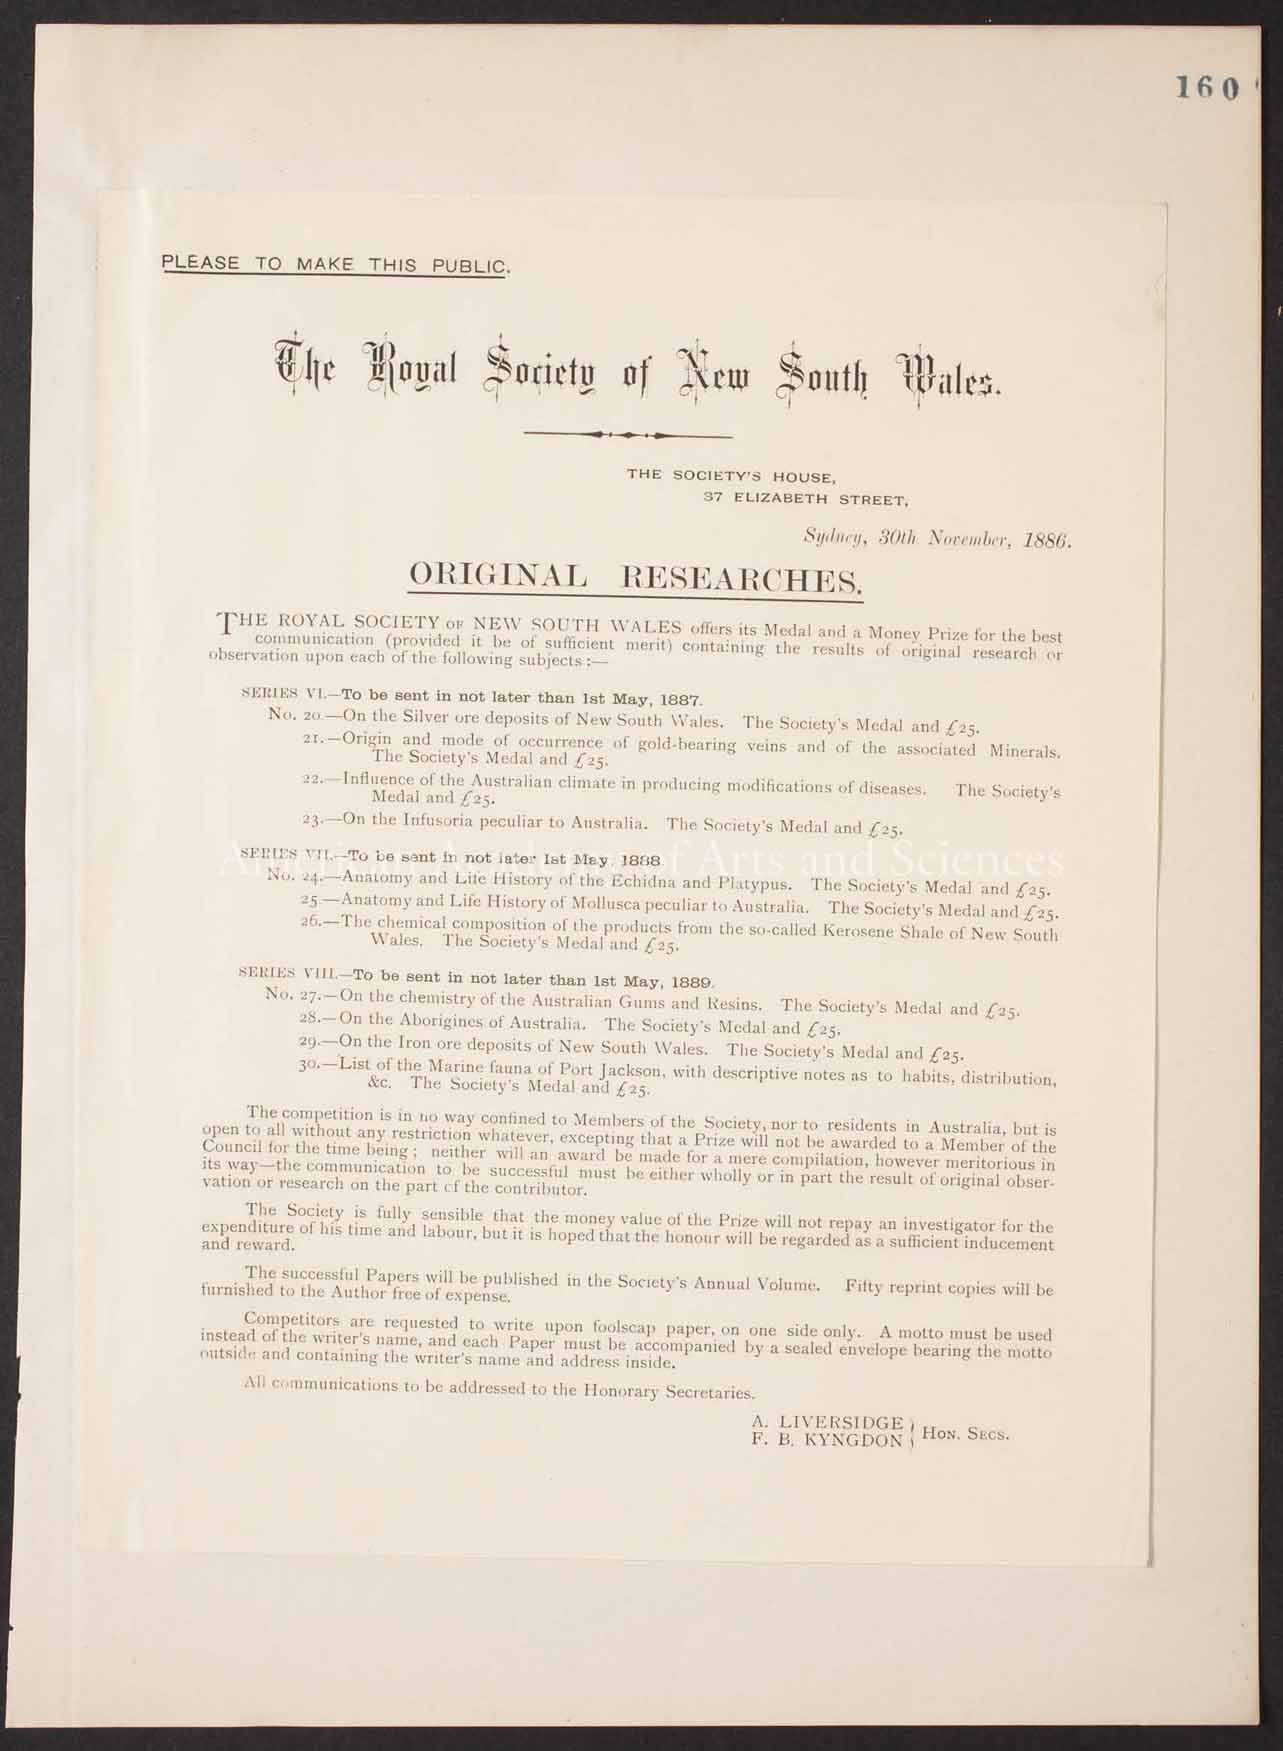 160
PLEASE TO MAKE THIS PUBLIC.
The Royal Society of New South Wales.
THE SOCIETY'S HOUSE,
37 ELIZABETH STREET,
Sydney, 30th November, 1886.
ORIGINAL RESEARCHES.
THE ROYAL SOCIETY OF NEW SOUTH WALES offers its Medal and a Money Prize for the best
communication (provided it be of sufficient merit) containing the results of original research or
observation upon each of the following subjects :—
SERIES VI.—To be sent in not later than 1st May, 1887.
No. 20.—On the Silver ore deposits of New South Wales. The Society's Medal and £25.
21.—Origin and mode of occurrence of gold-bearing veins and of the associated Minerals.
The Society's Medal and £25.
22.—Influence of the Australian climate in producing modifications of diseases. The Society's
Medal and £25.
23.—On the Infusoria peculiar to Australia. The Society's Medal and £25.
American Academy of Arts and Sciences
SERIES VII.—To be sent in not later 1st May, 1888
No. 24.—Anatomy and Life History of the Echidna and Platypus. The Society's Medal and £25.
25.—Anatomy and Life History of Mollusca peculiar to Australia. The Society's Medal and £25.
26.—The chemical composition of the products from the so-called Kerosene Shale of New South
Wales. The Society's Medal and £25.
SERIES VIII.—To be sent in not later than 1st May, 1889.
No. 27.—On the chemistry of the Australian Gums and Resins. The Society's Medal and £25.
28.—On the Aborigines of Australia. The Society's Medal and £25.
29.—On the Iron ore deposits of New South Wales. The Society's Medal and £25.
30.—List of the Marine fauna of Port Jackson, with descriptive notes as to habits, distribution,
&c. The Society's Medal and £25.
The competition is in no way confined to Members of the Society, nor to residents in Australia, but is
open to all without any restriction whatever, excepting that a Prize will not be awarded to a Member of the
Council for the time being ; neither will an award be made for a mere compilation, however meritorious in
its way—the communication to be successful must be either wholly or in part the result of original obser-
vation or research on the part of the contributor.
The Society is fully sensible that the money value of the Prize will not repay an investigator for the
expenditure of his time and labour, but it is hoped that the honour will be regarded as a sufficient inducement
and reward.
The successful Papers will be published in the Society's Annual Volume. Fifty reprint copies will be
furnished to the Author free of expense.
Competitors are requested to write upon foolscap paper, on one side only. A motto must be used
instead of the writer's name, and each Paper must be accompanied by a sealed envelope bearing the motto
outside and containing the writer's name and address inside.
All communications to be addressed to the Honorary Secretaries.
A. LIVERSIDGE
F. B. KYNGDON } HON. SECS.